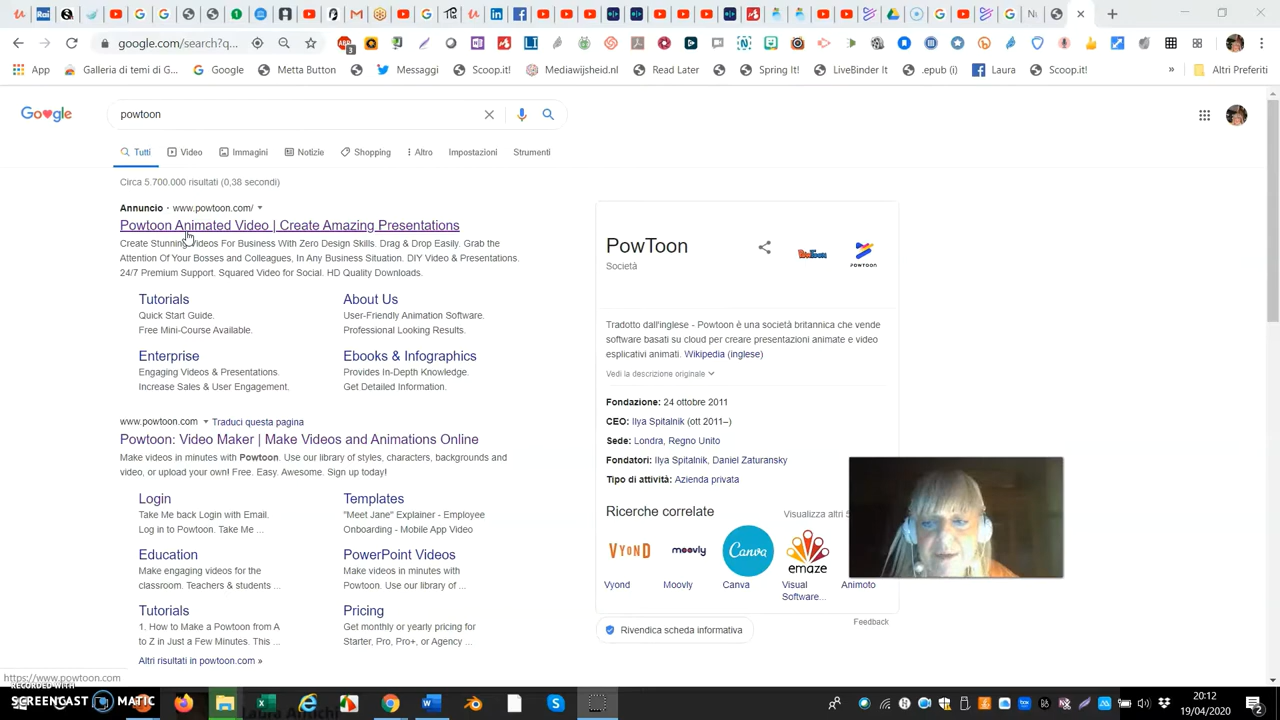 google.com/search?q...
3
App
Galleria di temi di G...
Google
Metta Button
Messaggi
Scoop.it!
Mediawijsheid.nl
Read Later
Spring It!
LiveBinder It
.epub (i)
Laura
Scoop.it!
»
Altri Preferiti
Google
powtoon
Tutti
Video
Immagini
Notizie
Shopping
Altro
Impostazioni
Strumenti
Circa 5.700.000 risultati (0,38 secondi)
Annuncio · www.powtoon.com/
Powtoon Animated Video | Create Amazing Presentations
Create Stunning Videos For Business With Zero Design Skills. Drag & Drop Easily. Grab the
Attention Of Your Bosses and Colleagues, In Any Business Situation. DIY Video & Presentations.
24/7 Premium Support. Squared Video for Social. HD Quality Downloads.
Tutorials
Quick Start Guide.
Free Mini-Course Available.
About Us
User-Friendly Animation Software.
Professional Looking Results.
Enterprise
Engaging Videos & Presentations.
Increase Sales & User Engagement.
Ebooks & Infographics
Provides In-Depth Knowledge.
Get Detailed Information.
www.powtoon.com
Traduci questa pagina
Powtoon: Video Maker | Make Videos and Animations Online
Make videos in minutes with Powtoon. Use our library of styles, characters, backgrounds and
video, or upload your own! Free. Easy. Awesome. Sign up today!
Login
Take Me back Login with Email.
Log in to Powtoon. Take Me ...
Templates
"Meet Jane" Explainer - Employee
Onboarding - Mobile App Video
Education
Make engaging videos for the
classroom. Teachers & students ...
PowerPoint Videos
Make videos in minutes with
Powtoon. Use our library of ...
Tutorials
1. How to Make a Powtoon from A
to Z in Just a Few Minutes. This ...
Pricing
Get monthly or yearly pricing for
Starter, Pro, Pro+, or Agency ...
Altri risultati in powtoon.com »
PowToon
Società
PowToon
POWTOON
Tradotto dall'inglese - Powtoon è una società britannica che vende
software basati su cloud per creare presentazioni animate e video
esplicativi animati. Wikipedia (inglese)
Vedi la descrizione originale
Fondazione: 24 ottobre 2011
CEO: Ilya Spitalnik (ott 2011–)
Sede: Londra, Regno Unito
Fondatori: Ilya Spitalnik, Daniel Zaturansky
Tipo di attività: Azienda privata
Ricerche correlate
Visualizza altri 5
VYOND
moovly
Canva
emaze
Vyond
Moovly
Canva
Visual
Software...
Animoto
Feedback
Rivendica scheda informativa
https://www.powtoon.com
RECORDED WITH
SCREENCAST MATIC
20:12
19/04/2020
2